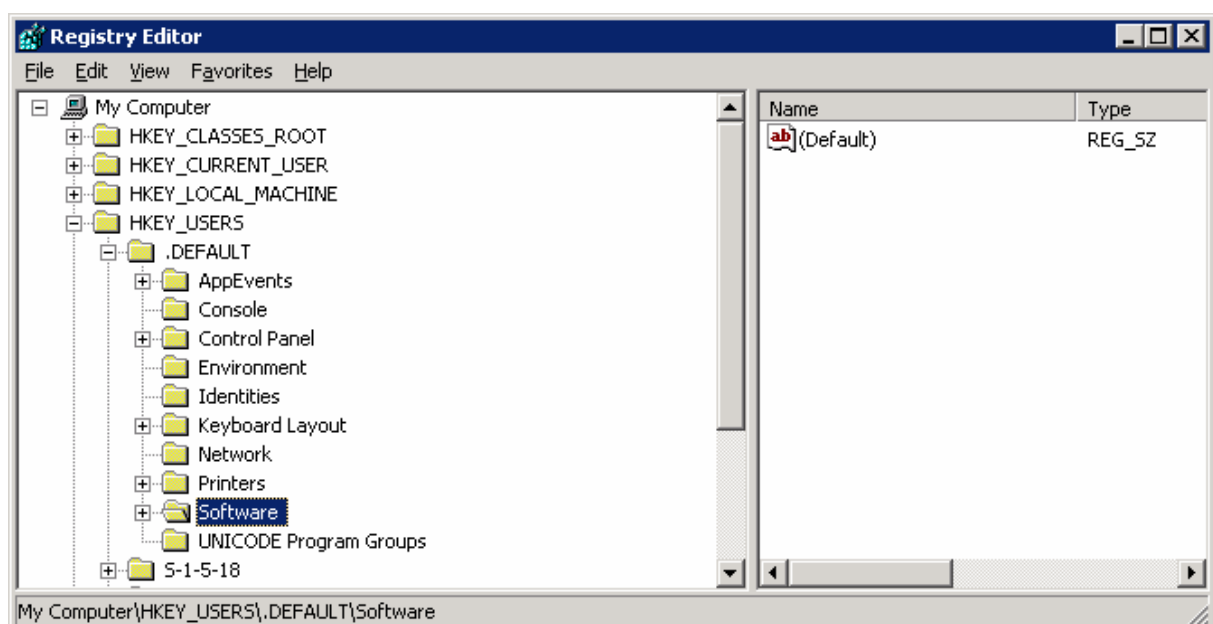 Registry Editor
File Edit View Favorites Help
My Computer
HKEY_CLASSES_ROOT
HKEY_CURRENT_USER
HKEY_LOCAL_MACHINE
HKEY_USERS
.DEFAULT
AppEvents
Console
Control Panel
Environment
Identities
Keyboard Layout
Network
Printers
Software
UNICODE Program Groups
S-1-5-18
Name Type
ab (Default) REG_SZ
My Computer\HKEY_USERS\.DEFAULT\Software